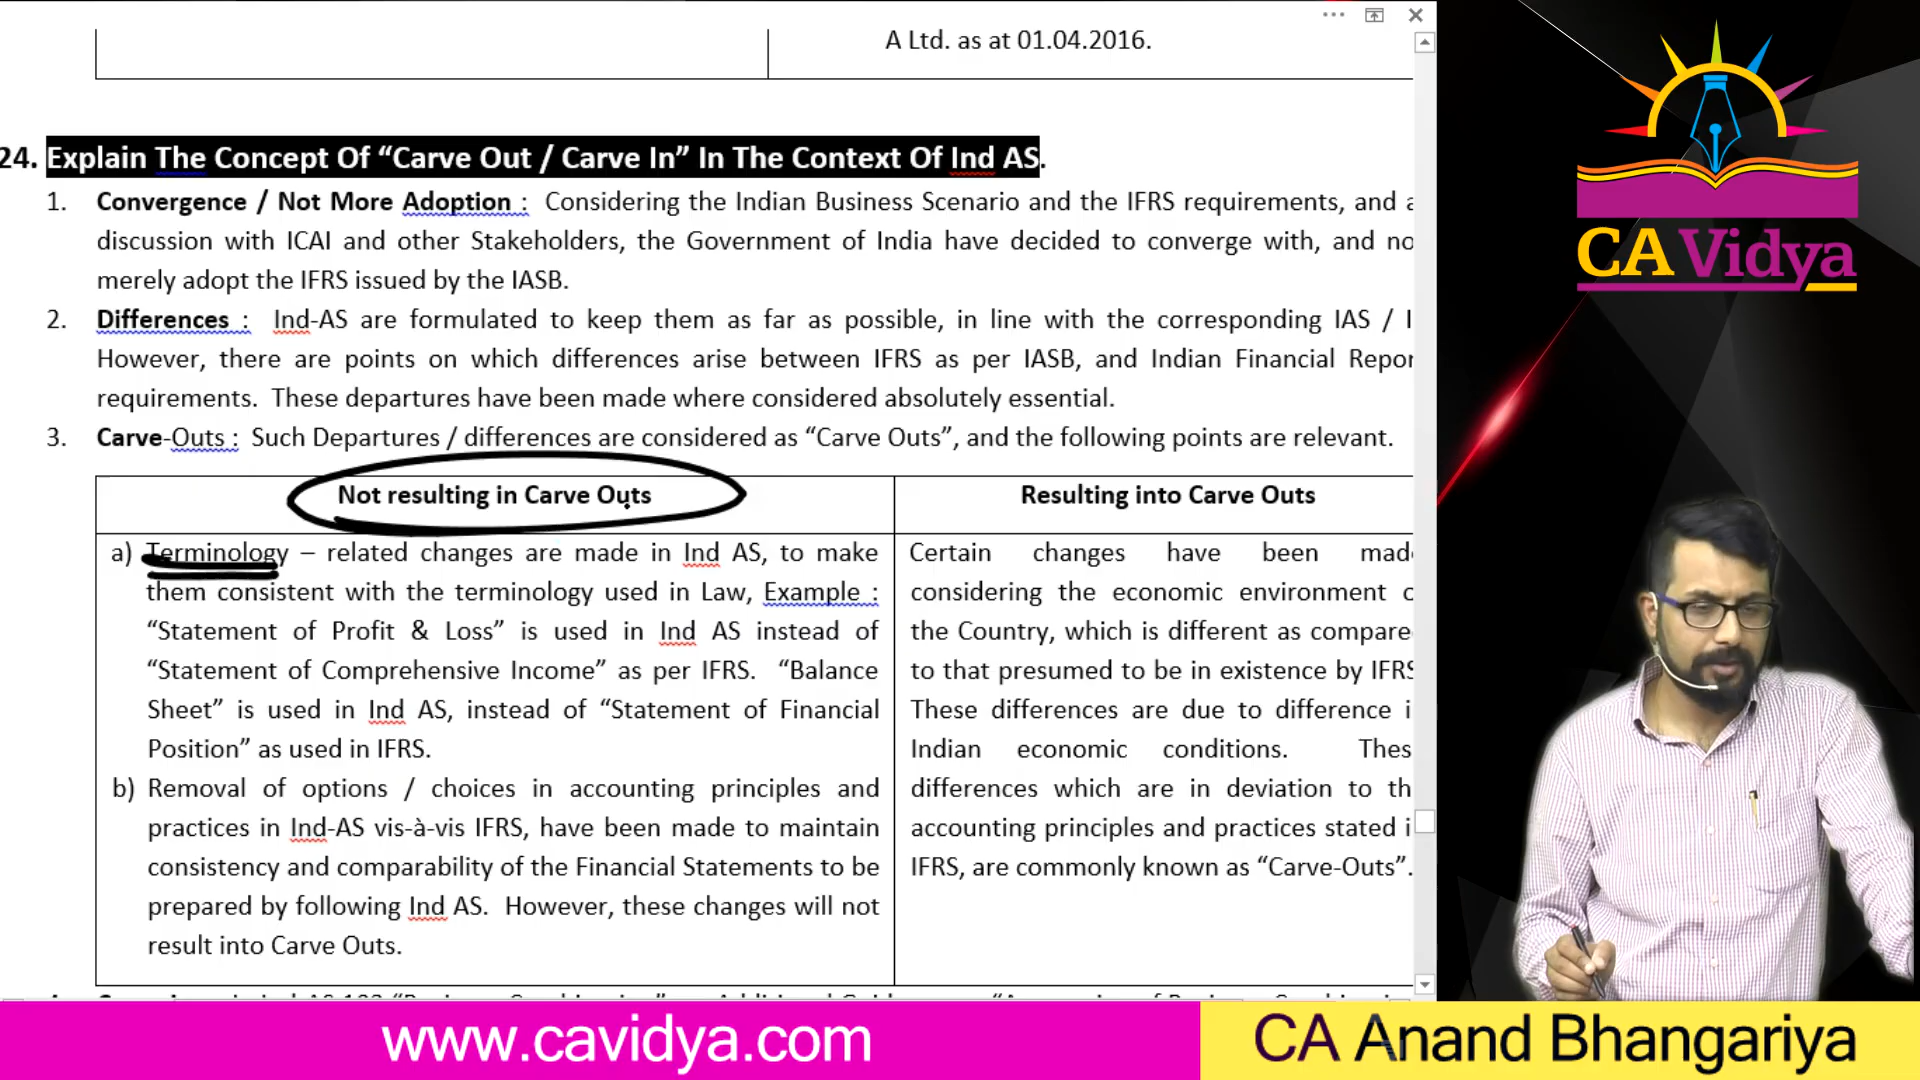 A Ltd. as at 01.04.2016.
24. Explain The Concept Of “Carve Out / Carve In” In The Context Of Ind AS.
1. Convergence / Not More Adoption : Considering the Indian Business Scenario and the IFRS requirements, and
discussion with ICAI and other Stakeholders, the Government of India have decided to converge with, and
merely adopt the IFRS issued by the IASB.
2. Differences : Ind-AS are formulated to keep them as far as possible, in line with the corresponding IAS /
However, there are points on which differences arise between IFRS as per IASB, and Indian Financial
requirements. These departures have been made where considered absolutely essential.
3. Carve-Outs : Such Departures / differences are considered as “Carve Outs”, and the following points are relevant.
Not resulting in Carve Outs
a) Terminology – related changes are made in Ind AS, to make
them consistent with the terminology used in Law, Example :
“Statement of Profit & Loss” is used in Ind AS instead of
“Statement of Comprehensive Income” as per IFRS. “Balance
Sheet” is used in Ind AS, instead of “Statement of Financial
Position” as used in IFRS.
b) Removal of options / choices in accounting principles and
practices in Ind-AS vis-à-vis IFRS, have been made to maintain
consistency and comparability of the Financial Statements to be
prepared by following Ind AS. However, these changes will not
result into Carve Outs.
Resulting into Carve Outs
Certain changes have been
considering the economic environment
the Country, which is different as
to that presumed to be in existence by IFRS
These differences are due to difference
Indian economic conditions.
differences which are in deviation to
accounting principles and practices stated
IFRS, are commonly known as “Carve-Outs”.
CA Vidya
www.cavidya.com
CA Anand Bhangariya